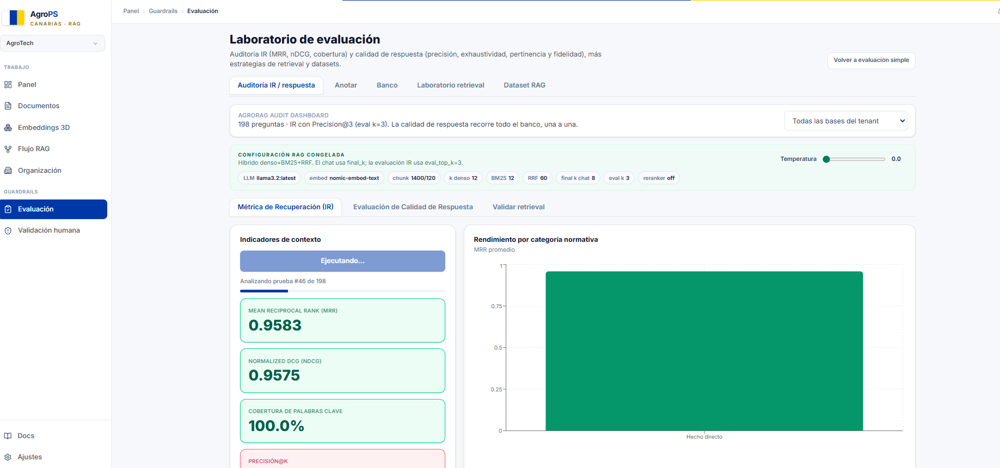 AgroPS
CANARIAS · RAG
AgroTech
TRABAJO
Panel
Documentos
Embeddings 3D
Flujo RAG
Organización
GUARDRAILS
Evaluación
Validación humana
Docs
Ajustes
Panel › Guardrails › Evaluación
Laboratorio de evaluación
Auditoría IR (MRR, nDCG, cobertura) y calidad de respuesta (precisión, exhaustividad, pertinencia y fidelidad), más
estrategias de retrieval y datasets.
Volver a evaluación simple
Auditoría IR / respuesta Anotar Banco Laboratorio retrieval Dataset RAG
AGRORAG AUDIT DASHBOARD
198 preguntas · IR con Precision@3 (eval k=3). La calidad de respuesta recorre todo el banco, una a una.
Todas las bases del tenant
CONFIGURACIÓN RAG CONGELADA
Híbrido denso+BM25+RRF. El chat usa final_k; la evaluación IR usa eval_top_k=3.
Temperatura 0.0
LLM llama3.2:latest embed nomic-embed-text chunk 1400/120 k denso 12 BM25 12 RRF 60 final k chat 8 eval k 3 reranker off
Métrica de Recuperación (IR) Evaluación de Calidad de Respuesta Validar retrieval
Indicadores de contexto
Ejecutando...
Analizando prueba #46 de 198
MEAN RECIPROCAL RANK (MRR)
0.9583
NORMALIZED DCG (NDCG)
0.9575
COBERTURA DE PALABRAS CLAVE
100.0%
PRECISIÓN@K
Rendimiento por categoría normativa
MRR promedio
1
0.75
0.5
0.25
0
Hecho directo